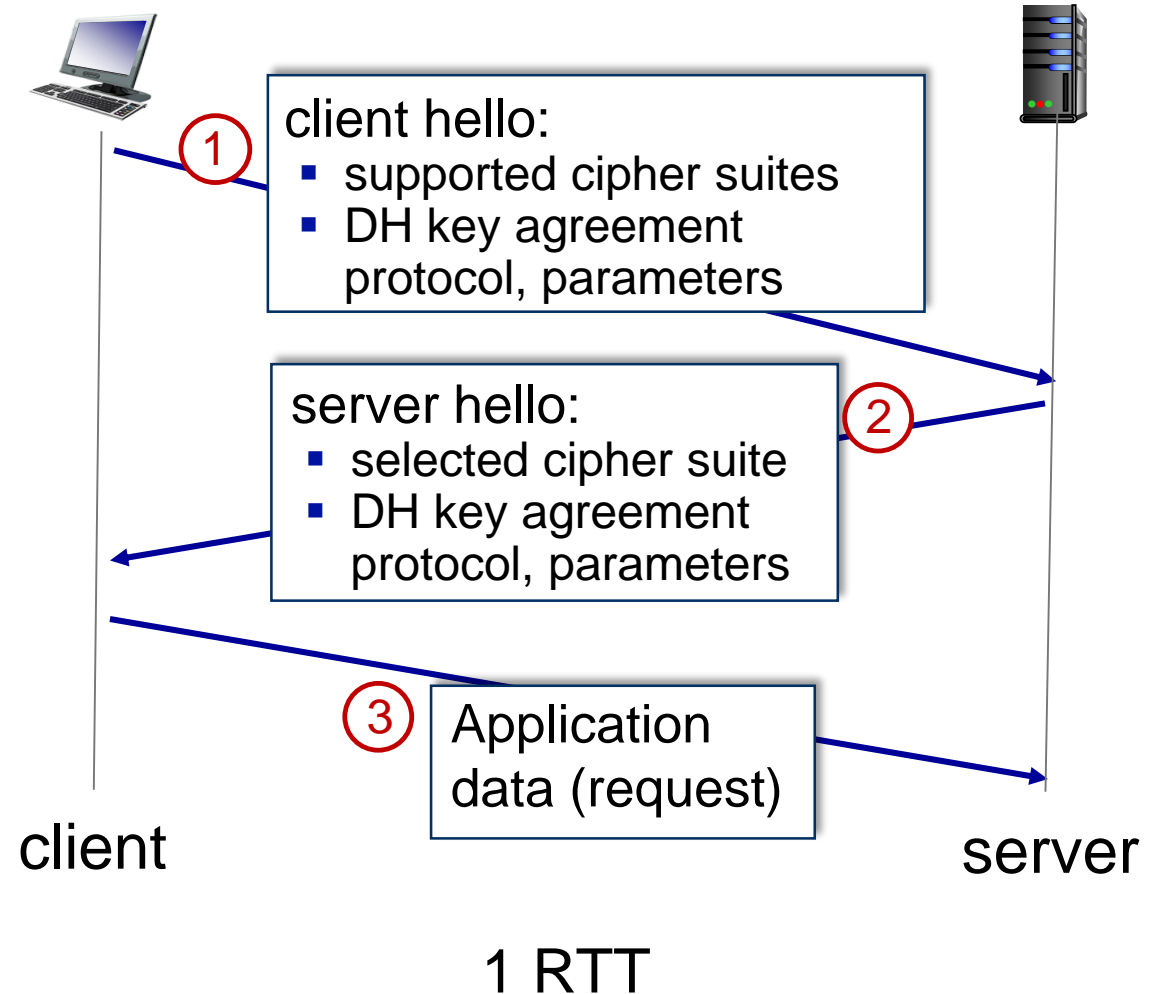 1
client hello:
▪ supported cipher suites
▪ DH key agreement
protocol, parameters
server hello:
2
▪ selected cipher suite
▪ DH key agreement
protocol, parameters
3
Application
data (request)
client
server
1 RTT